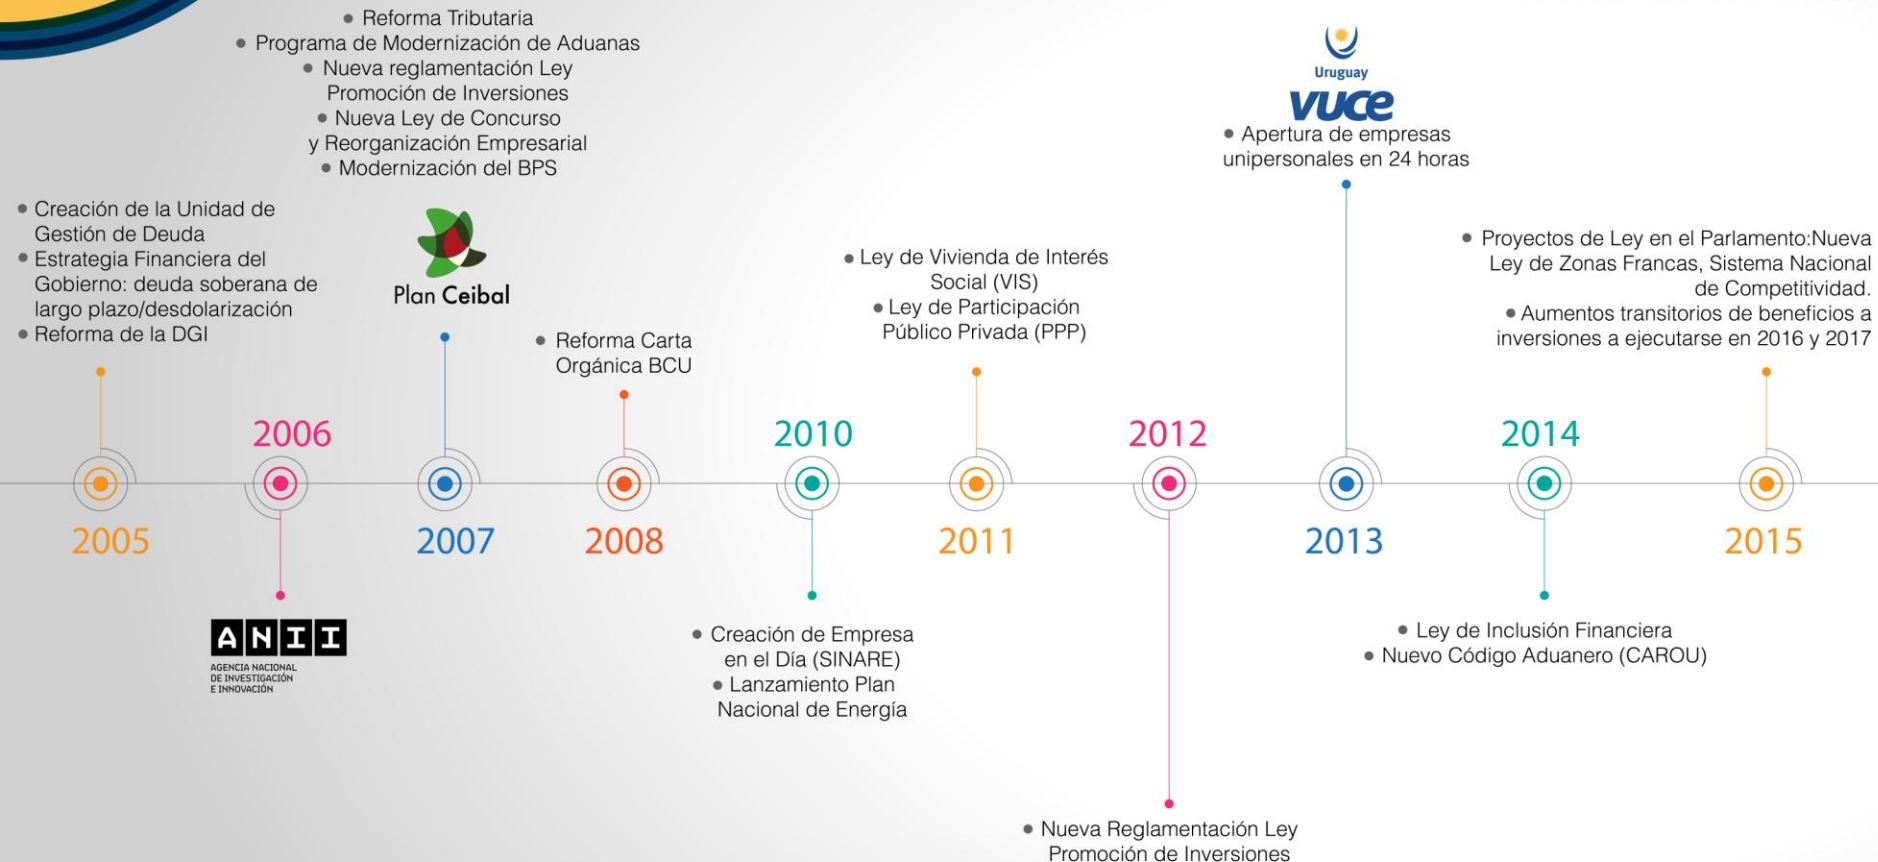 • Reforma Tributaria
• Programa de Modernización de Aduanas
• Nueva reglamentación Ley
Promoción de Inversiones
• Nueva Ley de Concurso
y Reorganización Empresarial
• Modernización del BPS
Plan Ceibal
• Creación de la Unidad de
Gestión de Deuda
• Estrategia Financiera del
Gobierno: deuda soberana de
largo plazo/desdolarización
• Reforma de la DGI
• Reforma Carta
Orgánica BCU
• Ley de Vivienda de Interés
Social (VIS)
• Ley de Participación
Público Privada (PPP)
Uruguay
vuce
• Apertura de empresas
unipersonales en 24 horas
• Proyectos de Ley en el Parlamento:Nueva
Ley de Zonas Francas, Sistema Nacional
de Competitividad.
• Aumentos transitorios de beneficios a
inversiones a ejecutarse en 2016 y 2017
2005
2006
2007
2008
2010
2011
2012
2013
2014
2015
ANII
AGENCIA NACIONAL
DE INVESTIGACIÓN
E INNOVACIÓN
• Creación de Empresa
en el Día (SINARE)
• Lanzamiento Plan
Nacional de Energía
• Nueva Reglamentación Ley
Promoción de Inversiones
• Ley de Inclusión Financiera
• Nuevo Código Aduanero (CAROU)